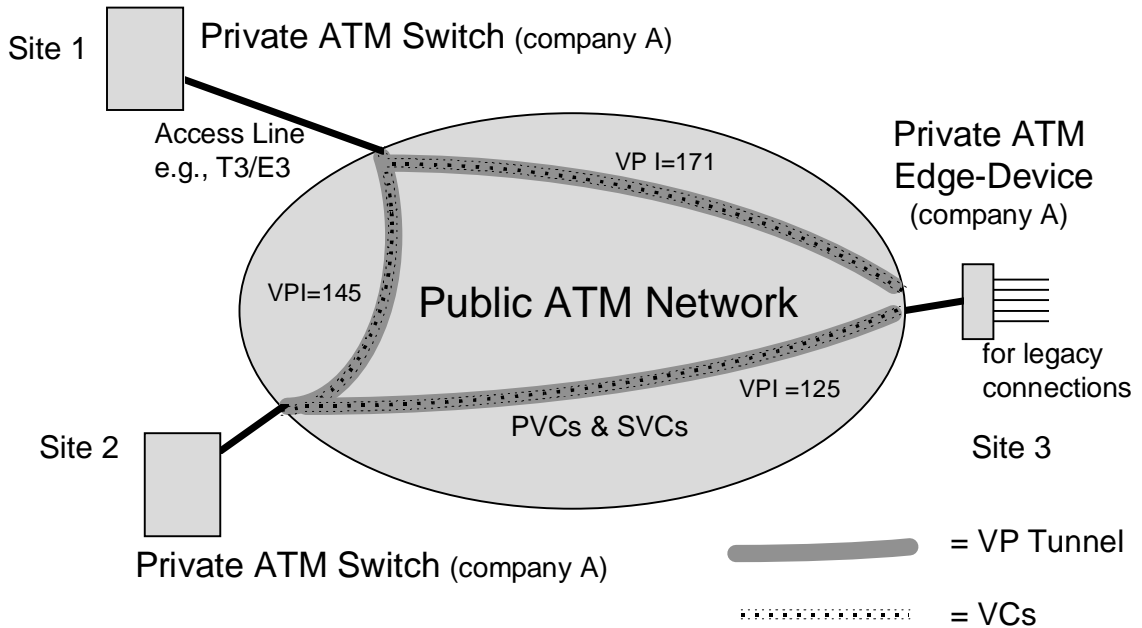 Site 1
Private ATM Switch (company A)
Access Line
e.g., T3/E3
VP I=171
Private ATM
Edge-Device
(company A)
VPI=145
Public ATM Network
for legacy
connections
VPI =125
PVCs & SVCs
Site 2
Site 3
Private ATM Switch (company A)
= VP Tunnel
= VCs